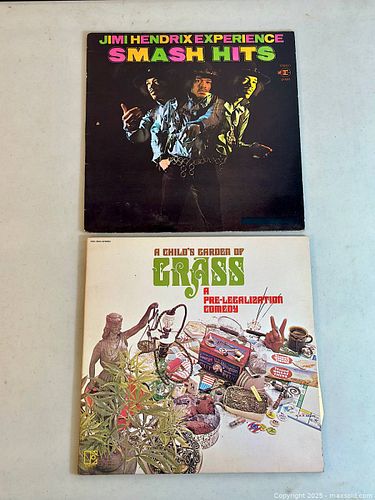 JIMI HENDRIX EXPERIENCE
SMASH HITS
A CHILD'S GARDEN OF
GRASS
A
PRE-LEGALIZATION
COMEDY
Copyright © 2025 - maxsold.com